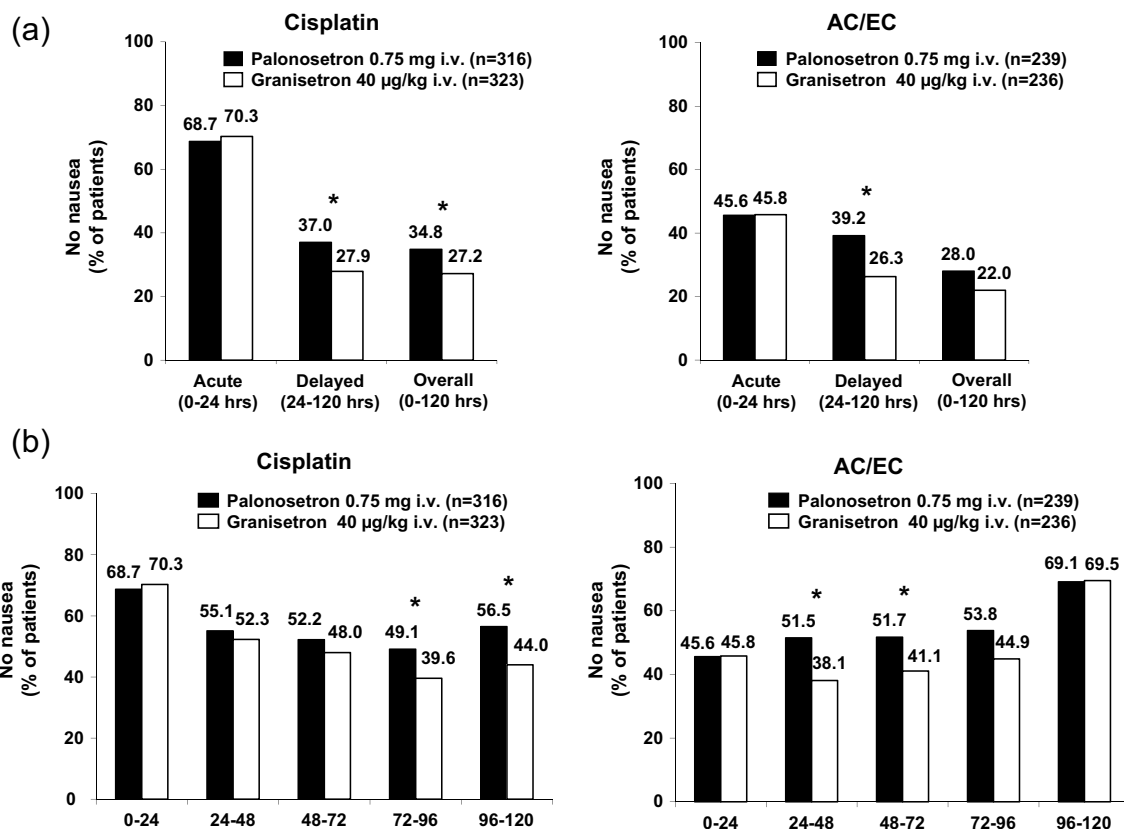 (a)
Cisplatin
Palonosetron 0.75 mg i.v. (n=316)
Granisetron 40 µg/kg i.v. (n=323)
No nausea
(% of patients)
100
80
60
40
20
0
68.7
70.3
*
37.0
27.9
*
34.8
27.2
Acute
(0-24 hrs)
Delayed
(24-120 hrs)
Overall
(0-120 hrs)
AC/EC
Palonosetron 0.75 mg i.v. (n=239)
Granisetron 40 µg/kg i.v. (n=236)
No nausea
(% of patients)
100
80
60
40
20
0
45.6
45.8
*
39.2
26.3
28.0
22.0
Acute
(0-24 hrs)
Delayed
(24-120 hrs)
Overall
(0-120 hrs)
(b)
Cisplatin
Palonosetron 0.75 mg i.v. (n=316)
Granisetron 40 µg/kg i.v. (n=323)
No nausea
(% of patients)
100
80
60
40
20
0
68.7
70.3
55.1
52.3
52.2
48.0
*
49.1
39.6
*
56.5
44.0
0-24
24-48
48-72
72-96
96-120
AC/EC
Palonosetron 0.75 mg i.v. (n=239)
Granisetron 40 µg/kg i.v. (n=236)
No nausea
(% of patients)
100
80
60
40
20
0
45.6
45.8
*
51.5
38.1
*
51.7
41.1
53.8
44.9
69.1
69.5
0-24
24-48
48-72
72-96
96-120